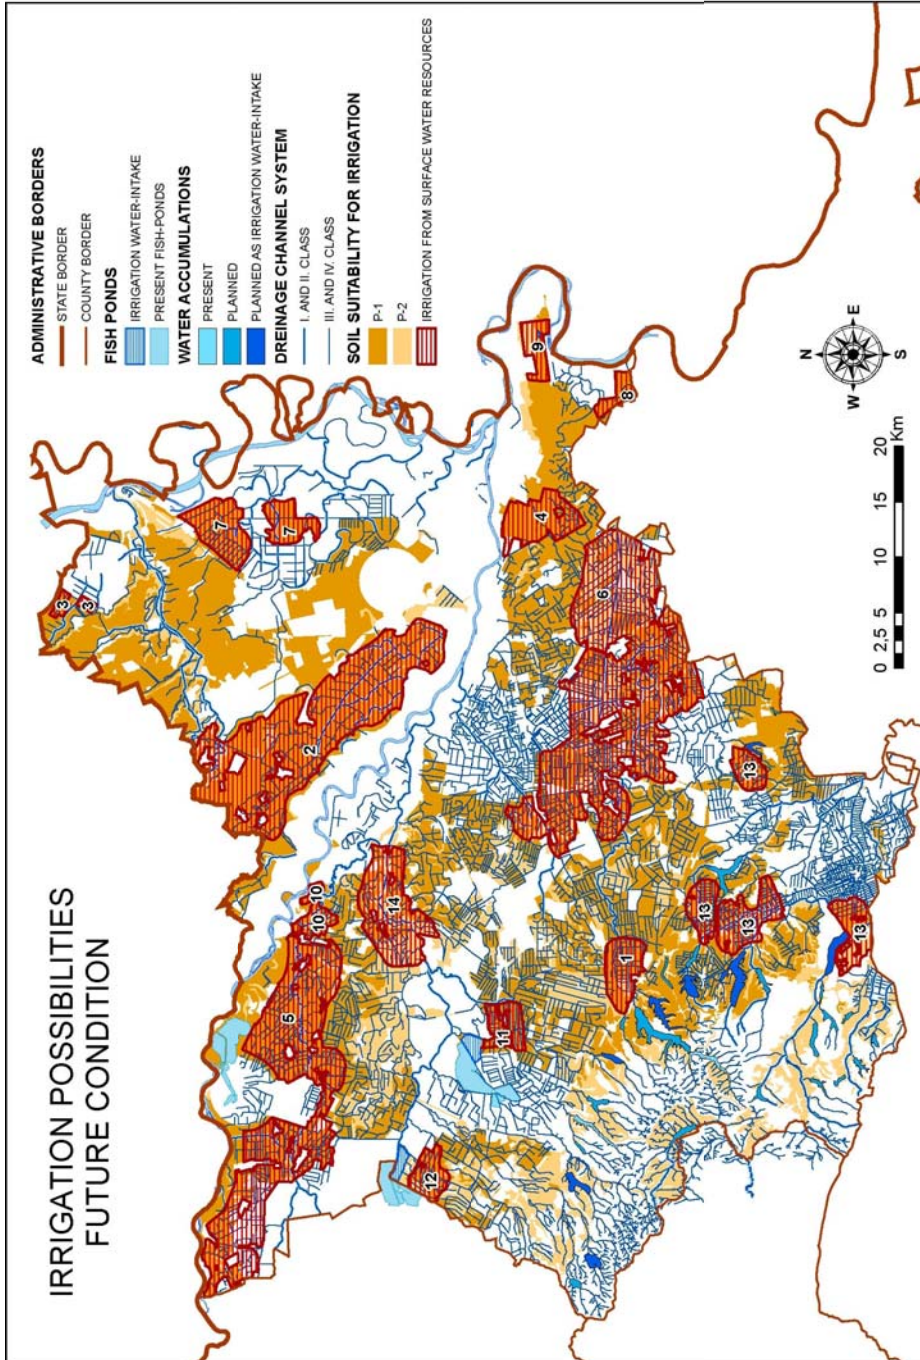 IRRIGATION POSSIBILITIES
FUTURE CONDITION
ADMINISTRATIVE BORDERS
STATE BORDER
COUNTY BORDER
FISH PONDS
IRRIGATION WATER-INTAKE
PRESENT FISH-PONDS
WATER ACCUMULATIONS
PRESENT
PLANNED
PLANNED AS IRRIGATION WATER-INTAKE
DREINAGE CHANNEL SYSTEM
I. AND II. CLASS
III. AND IV. CLASS
SOIL SUITABILITY FOR IRRIGATION
P-1
P-2
IRRIGATION FROM SURFACE WATER RESOURCES
3
3
7
7
2
10
10
5
14
9
8
4
6
11
12
1
13
13
13
13
N
W
E
S
0 2,5 5 10 15 20
Km